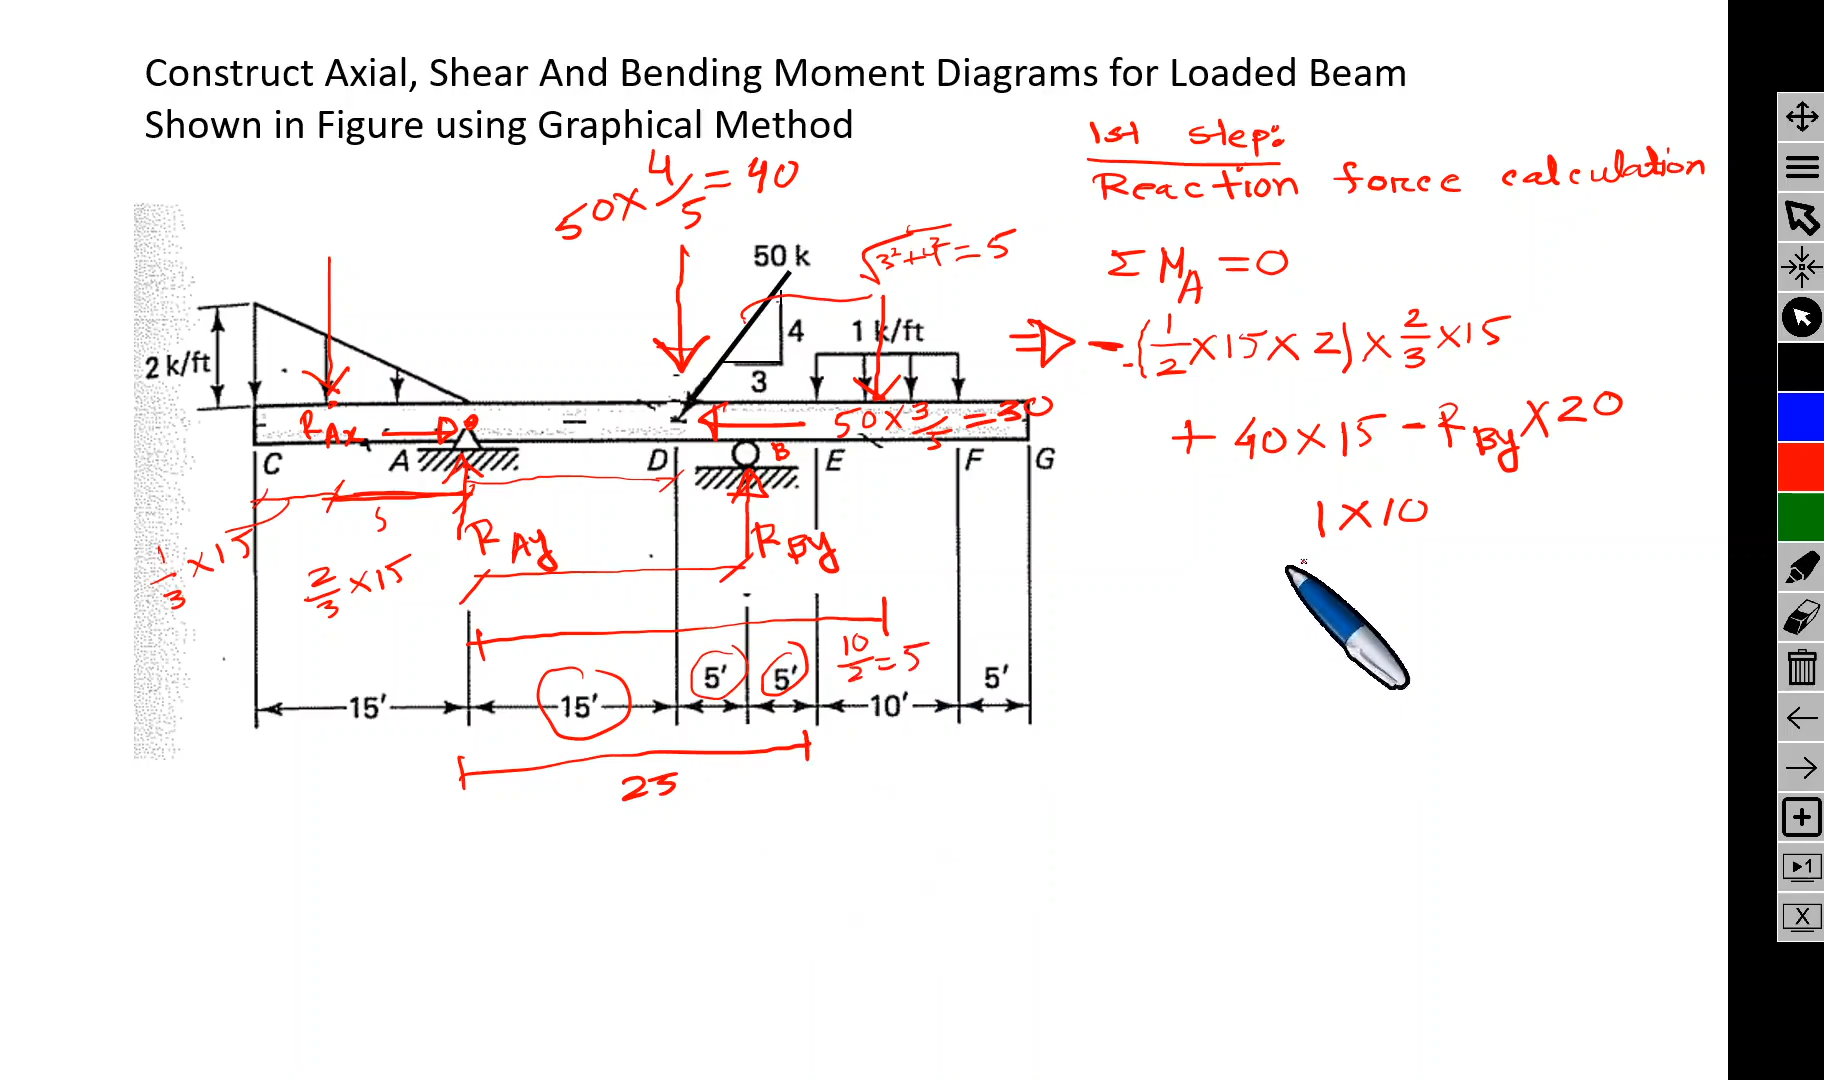 Construct Axial, Shear And Bending Moment Diagrams for Loaded Beam
Shown in Figure using Graphical Method
1st step:
Reaction force calculation
50 x 4/5 = 40
√3²+4² = 5
50 k
4
3
1 k/ft
2 k/ft
Σ M_A = 0
⇒ - (1/2 x 15 x 2) x 2/3 x 15
+ 40 x 15 - R_By x 20
1 x 10
R_Ax
50 x 3/5 = 30
C A D B E F G
5
R_Ay R_By
1/3 x 15
2/3 x 15
10/2 = 5
15' 15' 5' 5' 10' 5'
25
1
X